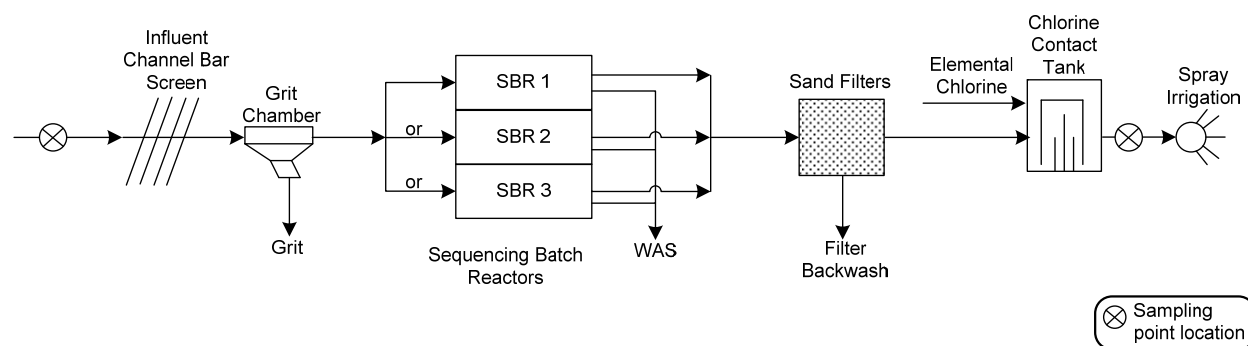 Influent
Channel Bar
Screen
Grit
Chamber
Grit
or
or
SBR 1
SBR 2
SBR 3
Sequencing Batch
Reactors
WAS
Sand Filters
Filter
Backwash
Elemental
Chlorine
Chlorine
Contact
Tank
Spray
Irrigation
Sampling
point location